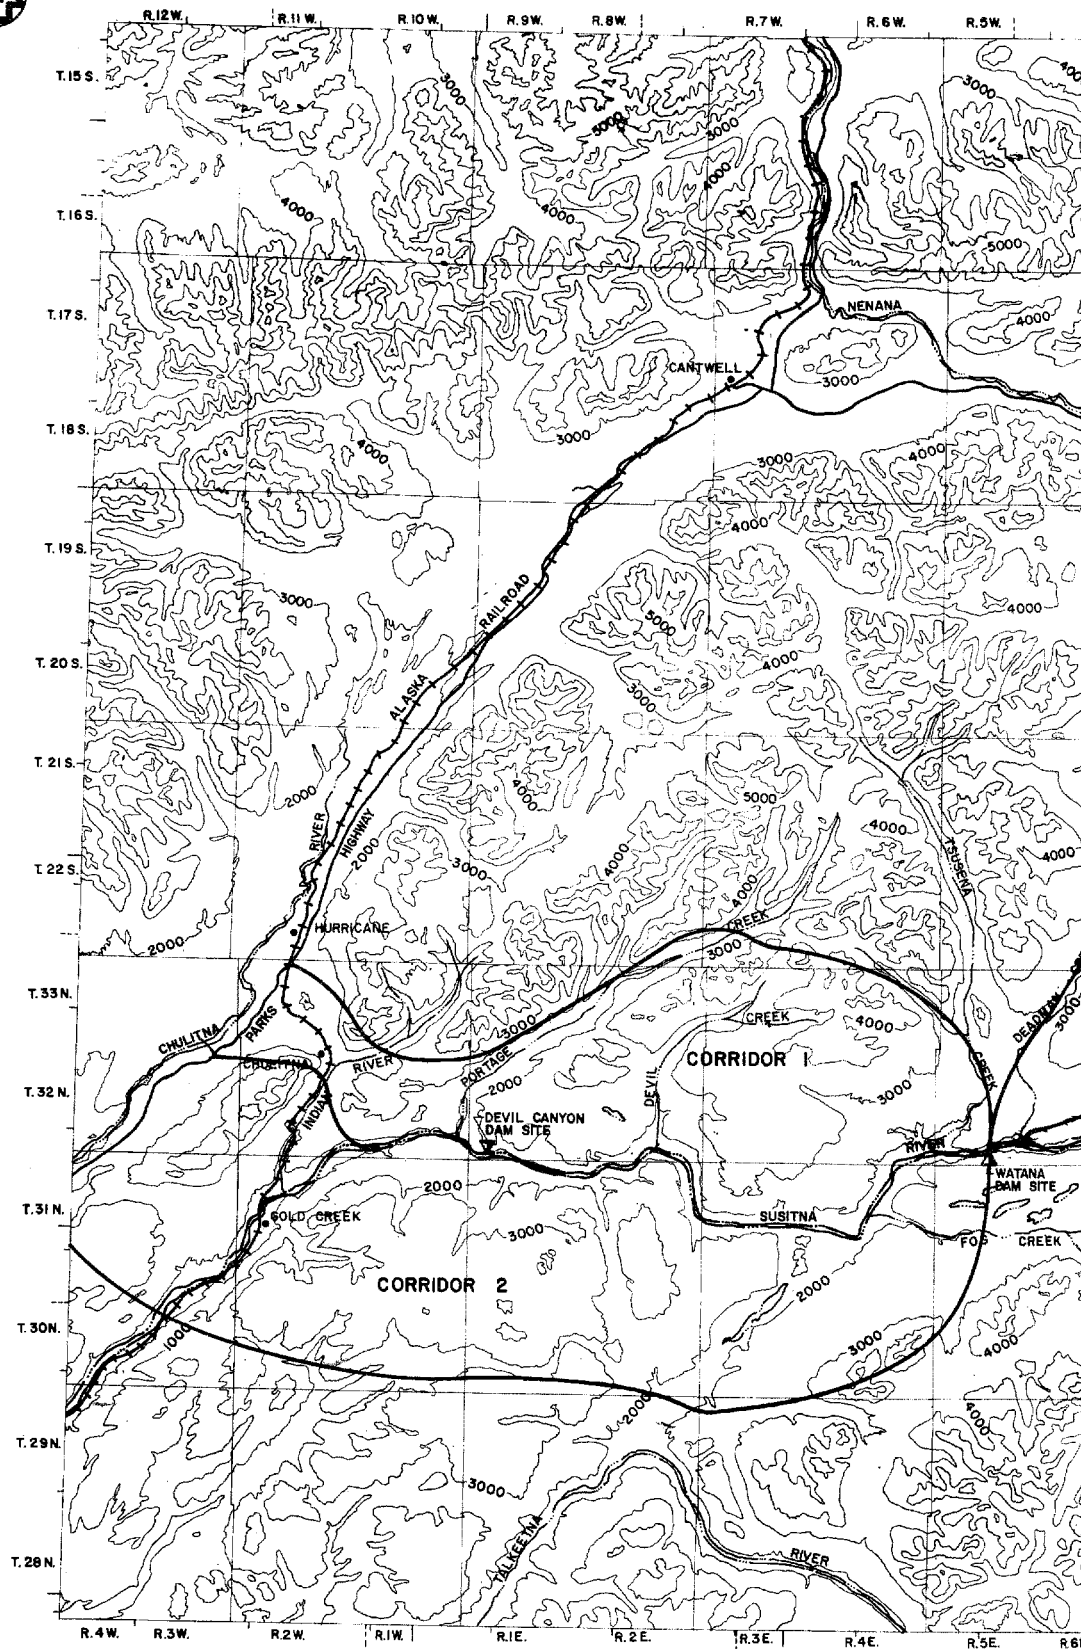 R.12W. R.11W. R.10W. R.9W. R.8W. R.7W. R.6W. R.5W.
T.15S.
3000
3000
4000
5000
3000
4000
T.16S.
4000
4000
5000
T.17S.
NENANA
4000
CANTWELL
3000
T.18S.
3000
4000
3000
4000
4000
T.19S.
3000
RAILROAD
4000
5000
T.20S.
ALASKA
4000
3000
T.21S.
2000
4000
5000
RIVER
HIGHWAY
2000
4000
4000
TSUSENA
T.22S.
3000
4000
4000
HURRICANE
CREEK
2000
3000
T.33N.
PARKS
CHULITNA
3000
CREEK
4000
DEADMAN
3000
CHULITNA
RIVER
PORTAGE
CORRIDOR 1
CREEK
T.32N.
INDIAN
2000
DEVIL
3000
DEVIL CANYON
DAM SITE
RIVER
WATANA
DAM SITE
2000
T.31N.
GOLD CREEK
3000
SUSITNA
FOG CREEK
CORRIDOR 2
2000
T.30N.
1000
3000
4000
2000
4000
T.29N.
3000
TALKEETNA
RIVER
T.28N.
R.4W. R.3W. R.2W. R.1W. R.1E. R.2E. R.3E. R.4E. R.5E. R.6